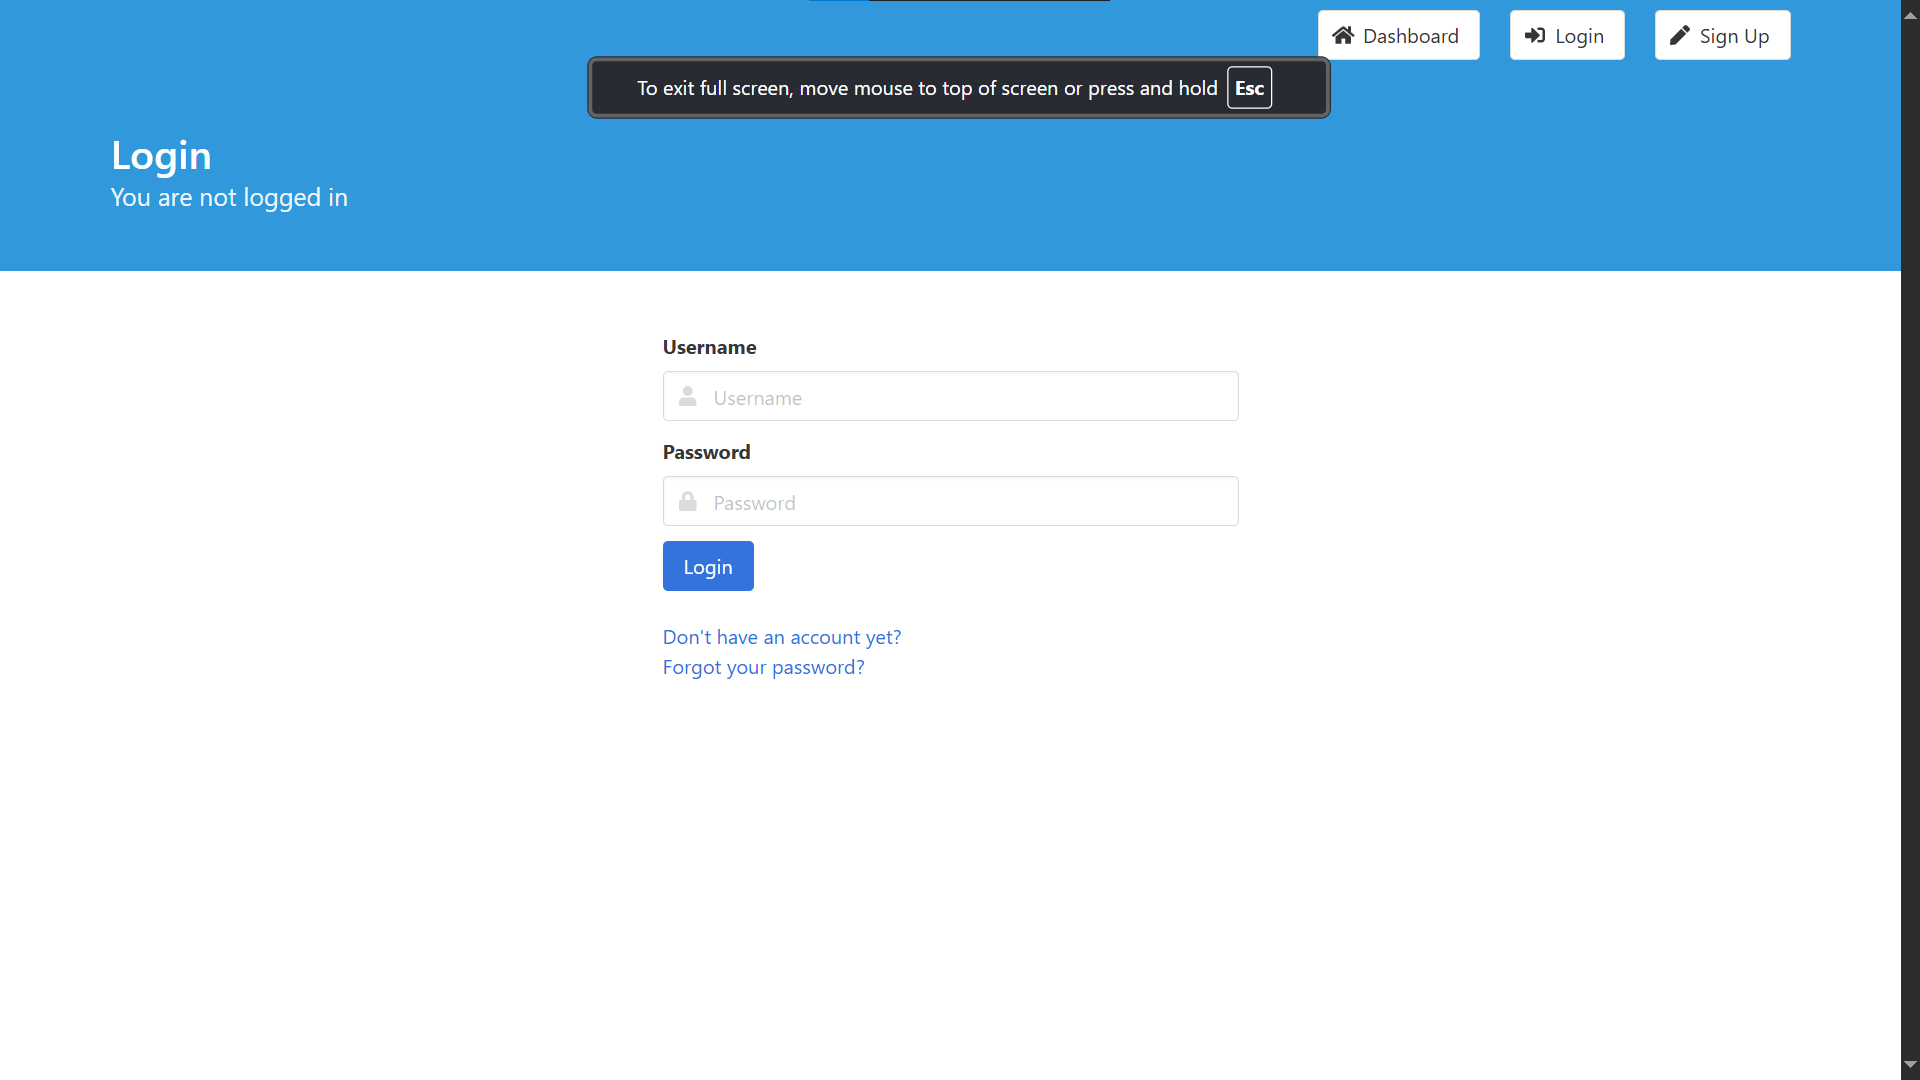 Dashboard
Login
Sign Up
To exit full screen, move mouse to top of screen or press and hold Esc
Login
You are not logged in
Username
Username
Password
Password
Login
Don't have an account yet?
Forgot your password?